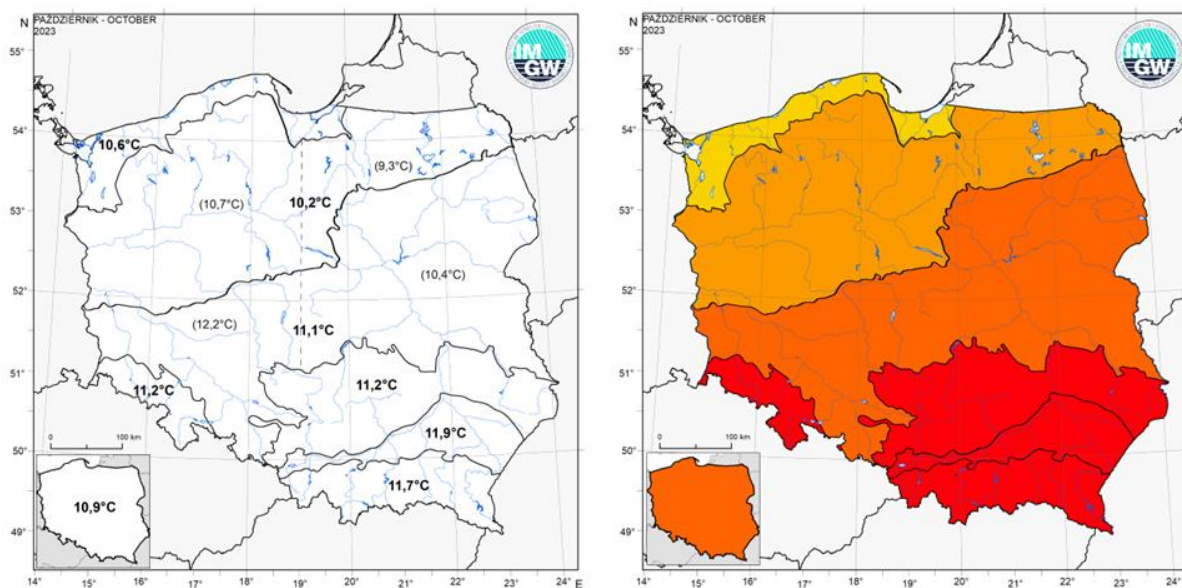 PAŹDZIERNIK - OCTOBER
2023
N
55°
54°
53°
52°
51°
50°
49°
IM
GW
10,6°C
(9,3°C)
(10,7°C)
10,2°C
(10,4°C)
(12,2°C)
11,1°C
11,2°C
11,2°C
11,9°C
11,7°C
0 100 km
10,9°C
14° 15° 16° 17° 18° 19° 20° 21° 22° 23° E
PAŹDZIERNIK - OCTOBER
2023
N
55°
54°
53°
52°
51°
50°
49°
IM
GW
0 100 km
14° 15° 16° 17° 18° 19° 20° 21° 22° 23° E